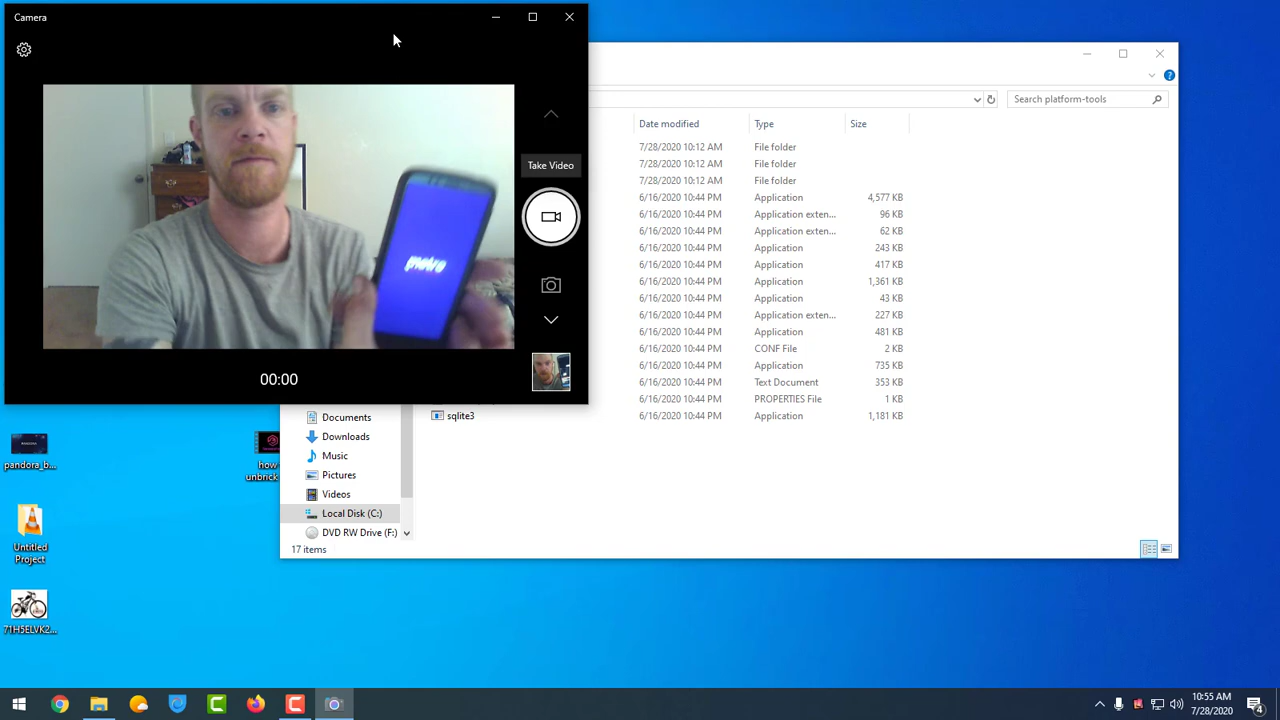 Camera
Take Video
metro
00:00
Search platform-tools
Date modified Type Size
7/28/2020 10:12 AM File folder
7/28/2020 10:12 AM File folder
7/28/2020 10:12 AM File folder
6/16/2020 10:44 PM Application 4,577 KB
6/16/2020 10:44 PM Application exten... 96 KB
6/16/2020 10:44 PM Application exten... 62 KB
6/16/2020 10:44 PM Application 243 KB
6/16/2020 10:44 PM Application 417 KB
6/16/2020 10:44 PM Application 1,361 KB
6/16/2020 10:44 PM Application 43 KB
6/16/2020 10:44 PM Application exten... 227 KB
6/16/2020 10:44 PM Application 481 KB
6/16/2020 10:44 PM CONF File 2 KB
6/16/2020 10:44 PM Application 735 KB
6/16/2020 10:44 PM Text Document 353 KB
6/16/2020 10:44 PM PROPERTIES File 1 KB
sqlite3 6/16/2020 10:44 PM Application 1,181 KB
Documents
Downloads
Music
Pictures
Videos
Local Disk (C:)
DVD RW Drive (F:)
17 items
pandora_b...
how
unbrick
Untitled
Project
71H5ELVK2...
10:55 AM
7/28/2020
4